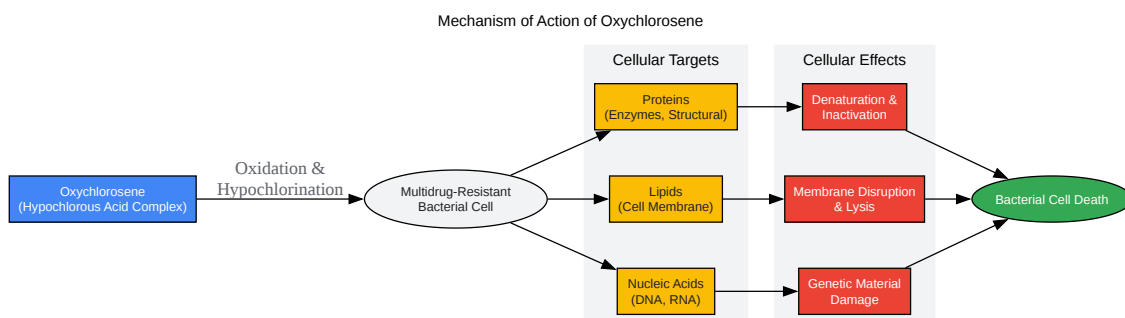 Mechanism of Action of Oxychlorosene
Cellular Targets
Cellular Effects
Proteins
(Enzymes, Structural)
Denaturation &
Inactivation
Oxidation &
Hypochlorination
Oxychlorosene
(Hypochlorous Acid Complex)
Multidrug-Resistant
Bacterial Cell
Lipids
(Cell Membrane)
Membrane Disruption
& Lysis
Bacterial Cell Death
Nucleic Acids
(DNA, RNA)
Genetic Material
Damage